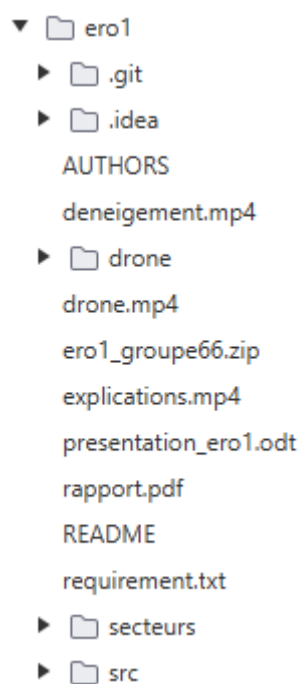 ero1
.git
.idea
AUTHORS
deneigement.mp4
drone
drone.mp4
ero1_groupe66.zip
explications.mp4
presentation_ero1.odt
rapport.pdf
README
requirement.txt
secteurs
src